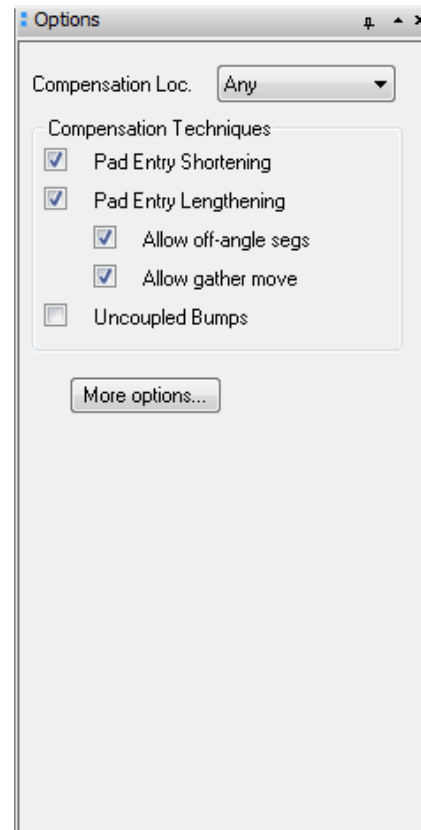 Options
Compensation Loc. Any
Compensation Techniques
Pad Entry Shortening
Pad Entry Lengthening
Allow off-angle segs
Allow gather move
Uncoupled Bumps
More options...